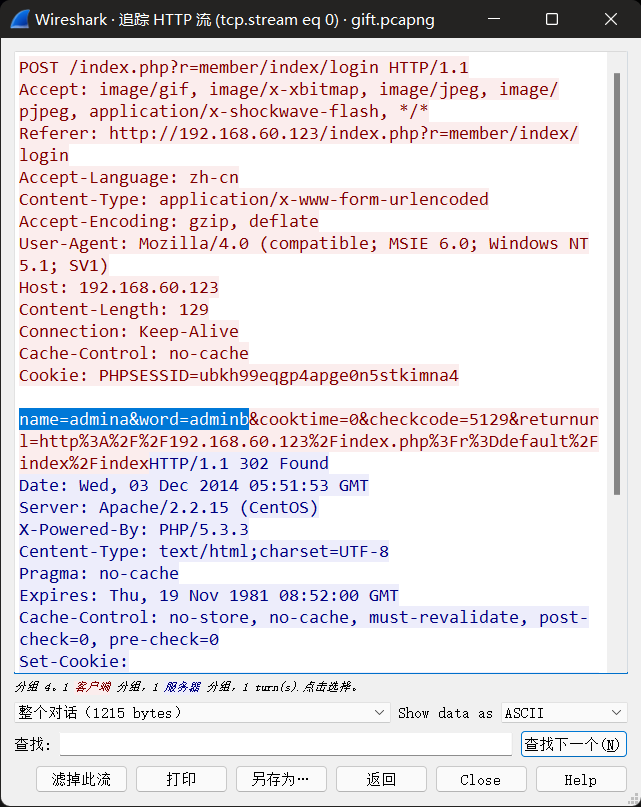 Wireshark · 追踪 HTTP 流 (tcp.stream eq 0) · gift.pcapng
POST /index.php?r=member/index/login HTTP/1.1
Accept: image/gif, image/x-xbitmap, image/jpeg, image/
pjpeg, application/x-shockwave-flash, */*
Referer: http://192.168.60.123/index.php?r=member/index/
login
Accept-Language: zh-cn
Content-Type: application/x-www-form-urlencoded
Accept-Encoding: gzip, deflate
User-Agent: Mozilla/4.0 (compatible; MSIE 6.0; Windows NT
5.1; SV1)
Host: 192.168.60.123
Content-Length: 129
Connection: Keep-Alive
Cache-Control: no-cache
Cookie: PHPSESSID=ubkh99eqgp4apge0n5stkimna4
name=admina&word=adminb&cooktime=0&checkcode=5129&returnur
l=http%3A%2F%2F192.168.60.123%2Findex.php%3Fr%3Ddefault%2F
index%2FindexHTTP/1.1 302 Found
Date: Wed, 03 Dec 2014 05:51:53 GMT
Server: Apache/2.2.15 (CentOS)
X-Powered-By: PHP/5.3.3
Centent-Type: text/html;charset=UTF-8
Pragma: no-cache
Expires: Thu, 19 Nov 1981 08:52:00 GMT
Cache-Control: no-store, no-cache, must-revalidate, post-
check=0, pre-check=0
Set-Cookie:
分组 4。1 客户端 分组，1 服务器 分组，1 turn(s).点击选择。
整个对话（1215 bytes） Show data as ASCII
查找: 查找下一个(N)
滤掉此流 打印 另存为… 返回 Close Help